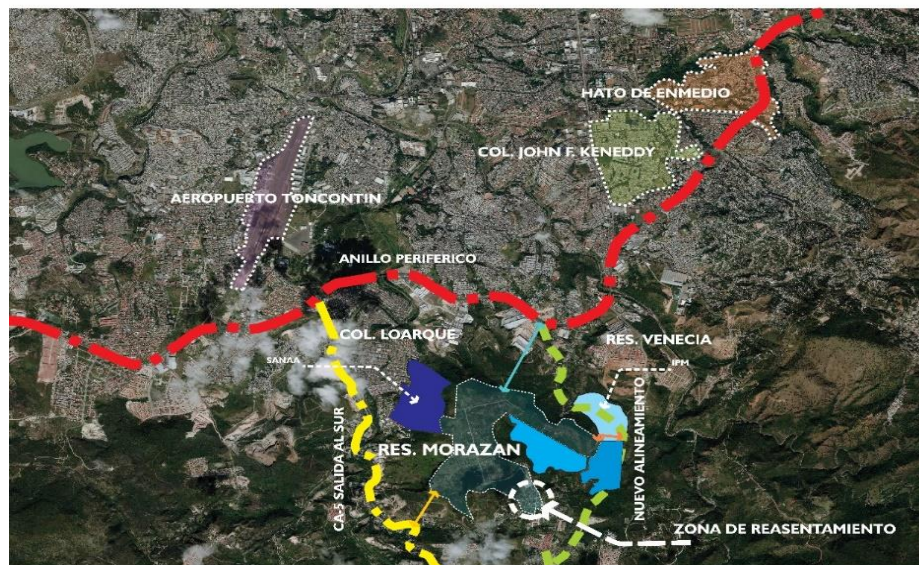 HATO DE ENMEDIO
COL. JOHN F. KENEDDY
AEROPUERTO TONCONTIN
ANILLO PERIFERICO
COL. LOARQUE
RES. VENECIA
SANAA
IPM
CA-5 SALIDA AL SUR
RES. MORAZAN
NUEVO ALINEAMIENTO
ZONA DE REASENTAMIENTO